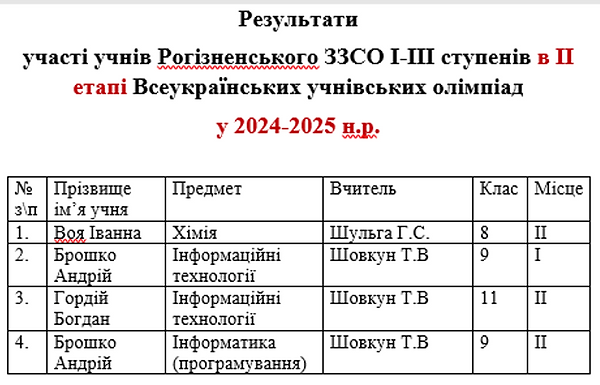 Результати
участі учнів Рогізненського ЗЗСО І-ІІІ ступенів в ІІ
етапі Всеукраїнських учнівських олімпіад
у 2024-2025 н.р.
№ з\п Прізвище ім’я учня Предмет Вчитель Клас Місце
1. Воя Іванна Хімія Шульга Г.С. 8 ІІ
2. Брошко Андрій Інформаційні технології Шовкун Т.В 9 І
3. Гордій Богдан Інформаційні технології Шовкун Т.В 11 ІІ
4. Брошко Андрій Інформатика (програмування) Шовкун Т.В 9 ІІ